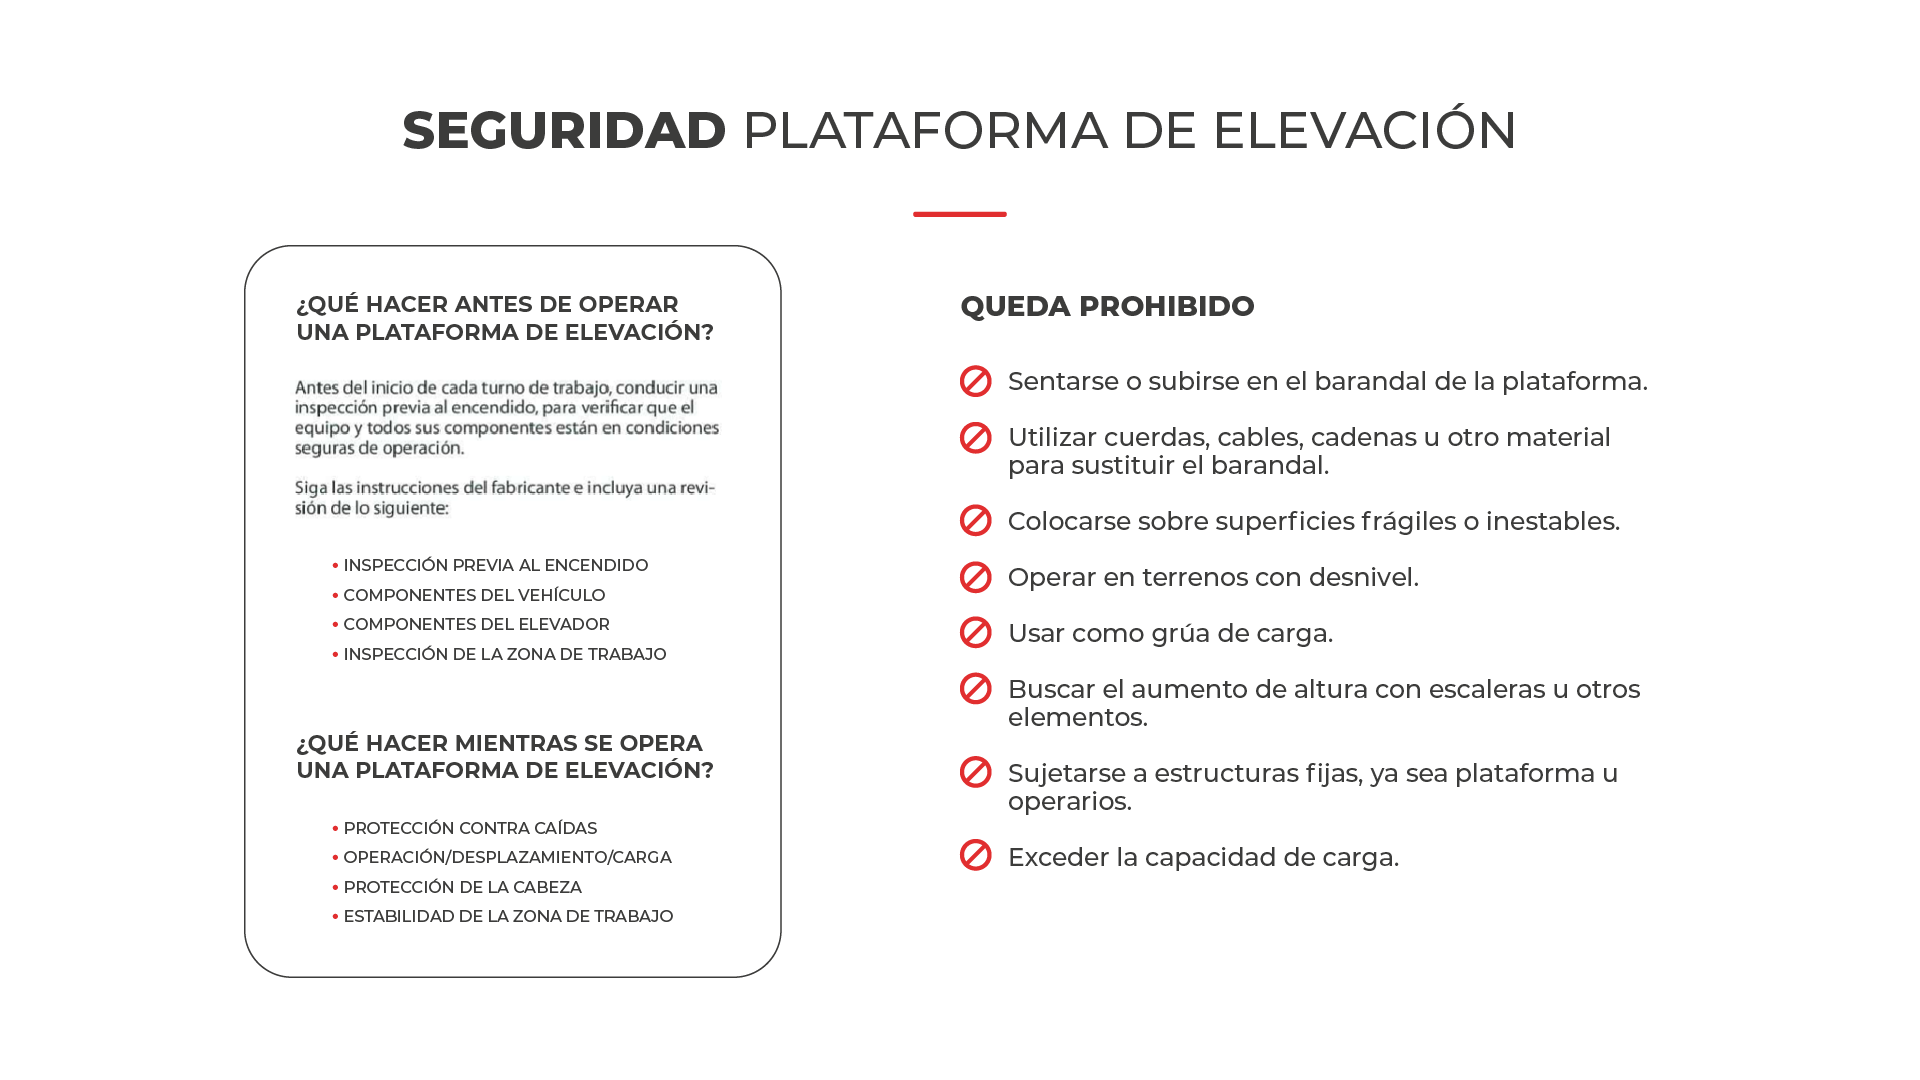 SEGURIDAD PLATAFORMA DE ELEVACIÓN
¿QUÉ HACER ANTES DE OPERAR
UNA PLATAFORMA DE ELEVACIÓN?
Antes del inicio de cada turno de trabajo, conducir una
inspección previa al encendido, para verificar que el
equipo y todos sus componentes están en condiciones
seguras de operación.
Siga las instrucciones del fabricante e incluya una revi-
sión de lo siguiente:
• INSPECCIÓN PREVIA AL ENCENDIDO
• COMPONENTES DEL VEHÍCULO
• COMPONENTES DEL ELEVADOR
• INSPECCIÓN DE LA ZONA DE TRABAJO
¿QUÉ HACER MIENTRAS SE OPERA
UNA PLATAFORMA DE ELEVACIÓN?
• PROTECCIÓN CONTRA CAÍDAS
• OPERACIÓN/DESPLAZAMIENTO/CARGA
• PROTECCIÓN DE LA CABEZA
• ESTABILIDAD DE LA ZONA DE TRABAJO
QUEDA PROHIBIDO
Sentarse o subirse en el barandal de la plataforma.
Utilizar cuerdas, cables, cadenas u otro material
para sustituir el barandal.
Colocarse sobre superficies frágiles o inestables.
Operar en terrenos con desnivel.
Usar como grúa de carga.
Buscar el aumento de altura con escaleras u otros
elementos.
Sujetarse a estructuras fijas, ya sea plataforma u
operarios.
Exceder la capacidad de carga.